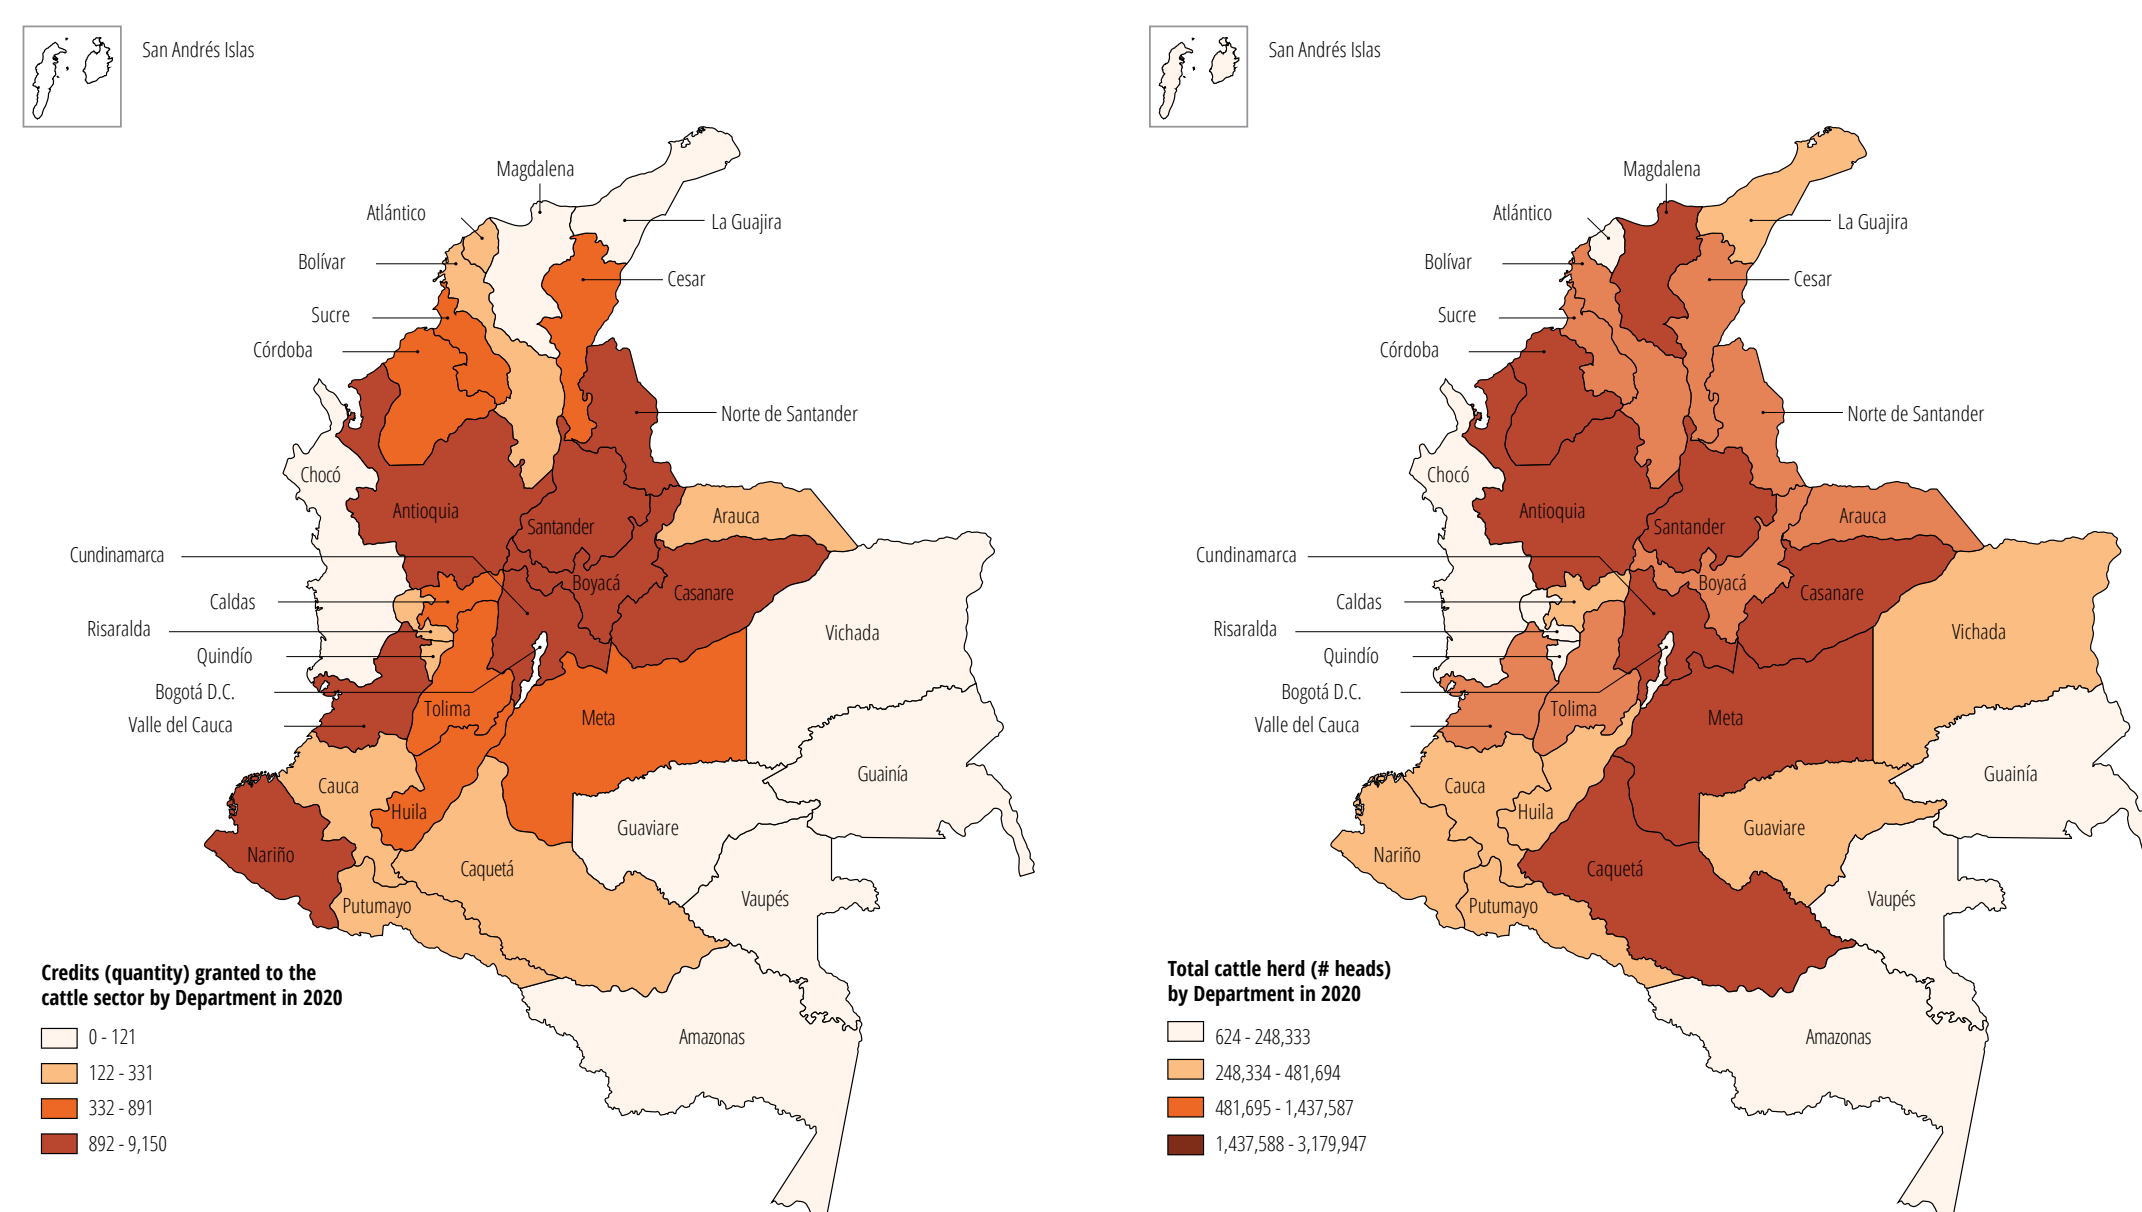 San Andrés Islas
Magdalena
Atlántico
La Guajira
Bolívar
Cesar
Sucre
Córdoba
Norte de Santander
Chocó
Antioquia
Arauca
Santander
Cundinamarca
Boyacá
Casanare
Caldas
Risaralda
Vichada
Quindío
Bogotá D.C.
Tolima
Meta
Valle del Cauca
Guainía
Cauca
Huila
Guaviare
Nariño
Caquetá
Vaupés
Putumayo
Amazonas
Credits (quantity) granted to the
cattle sector by Department in 2020
0 - 121
122 - 331
332 - 891
892 - 9,150
San Andrés Islas
Magdalena
Atlántico
La Guajira
Bolívar
Cesar
Sucre
Córdoba
Norte de Santander
Chocó
Antioquia
Arauca
Santander
Cundinamarca
Boyacá
Casanare
Caldas
Risaralda
Vichada
Quindío
Bogotá D.C.
Tolima
Meta
Valle del Cauca
Guainía
Cauca
Huila
Guaviare
Nariño
Caquetá
Vaupés
Putumayo
Amazonas
Total cattle herd (# heads)
by Department in 2020
624 - 248,333
248,334 - 481,694
481,695 - 1,437,587
1,437,588 - 3,179,947